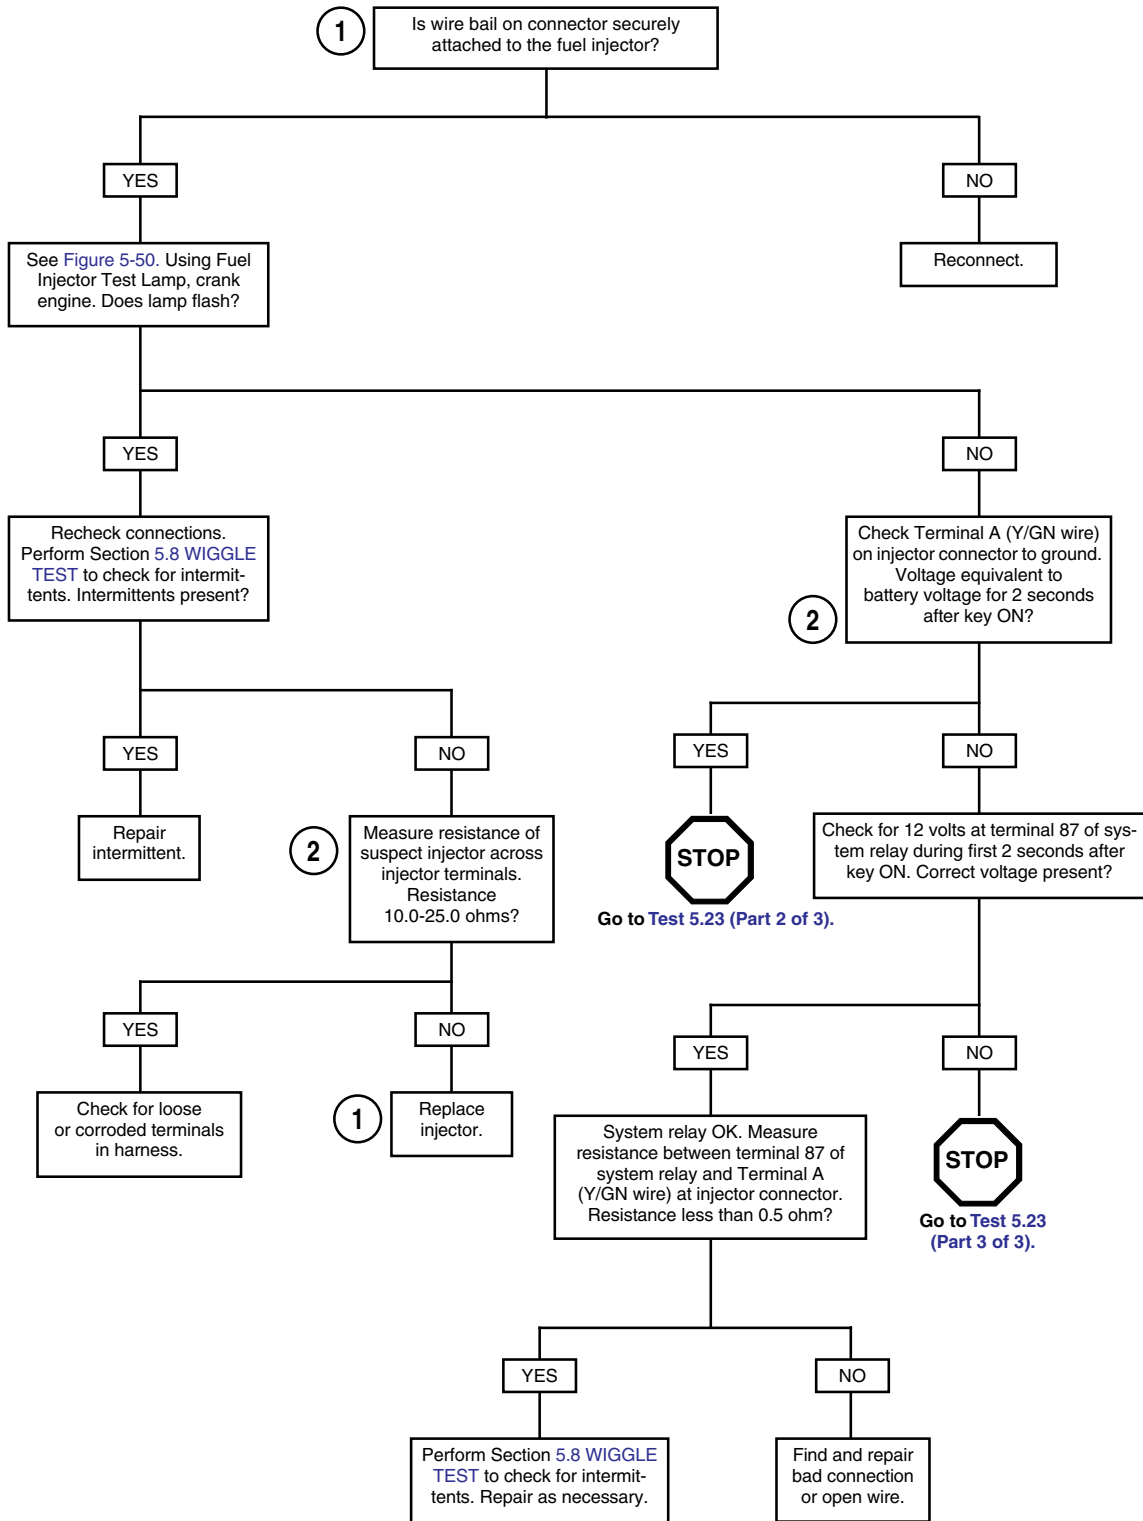 1
Is wire bail on connector securely
attached to the fuel injector?
YES
NO
See Figure 5-50. Using Fuel
Injector Test Lamp, crank
engine. Does lamp flash?
Reconnect.
YES
NO
Recheck connections.
Perform Section 5.8 WIGGLE
TEST to check for intermit-
tents. Intermittents present?
Check Terminal A (Y/GN wire)
on injector connector to ground.
Voltage equivalent to
battery voltage for 2 seconds
after key ON?
2
YES
NO
YES
NO
Repair
intermittent.
2
Measure resistance of
suspect injector across
injector terminals.
Resistance
10.0-25.0 ohms?
STOP
Go to Test 5.23 (Part 2 of 3).
Check for 12 volts at terminal 87 of sys-
tem relay during first 2 seconds after
key ON. Correct voltage present?
YES
NO
YES
NO
Check for loose
or corroded terminals
in harness.
1
Replace
injector.
System relay OK. Measure
resistance between terminal 87 of
system relay and Terminal A
(Y/GN wire) at injector connector.
Resistance less than 0.5 ohm?
STOP
Go to Test 5.23
(Part 3 of 3).
YES
NO
Perform Section 5.8 WIGGLE
TEST to check for intermit-
tents. Repair as necessary.
Find and repair
bad connection
or open wire.